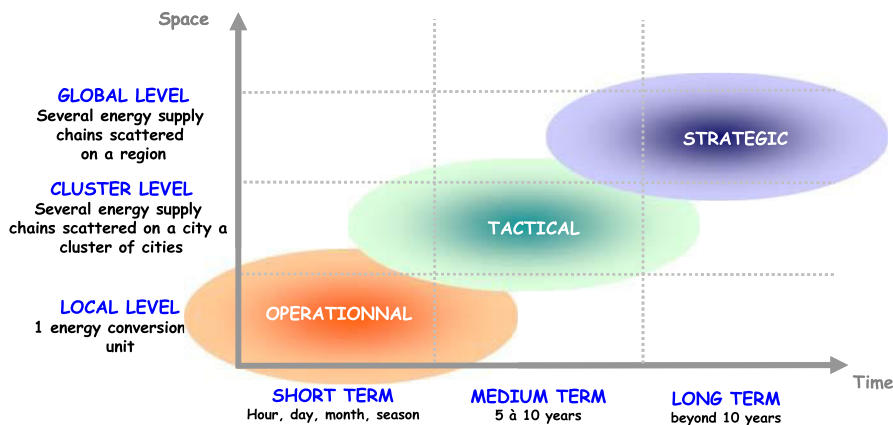 Space
GLOBAL LEVEL
Several energy supply
chains scattered
on a region
STRATEGIC
CLUSTER LEVEL
Several energy supply
chains scattered on a city a
cluster of cities
TACTICAL
LOCAL LEVEL
1 energy conversion
unit
OPERATIONNAL
Time
SHORT TERM
Hour, day, month, season
MEDIUM TERM
5 à 10 years
LONG TERM
beyond 10 years